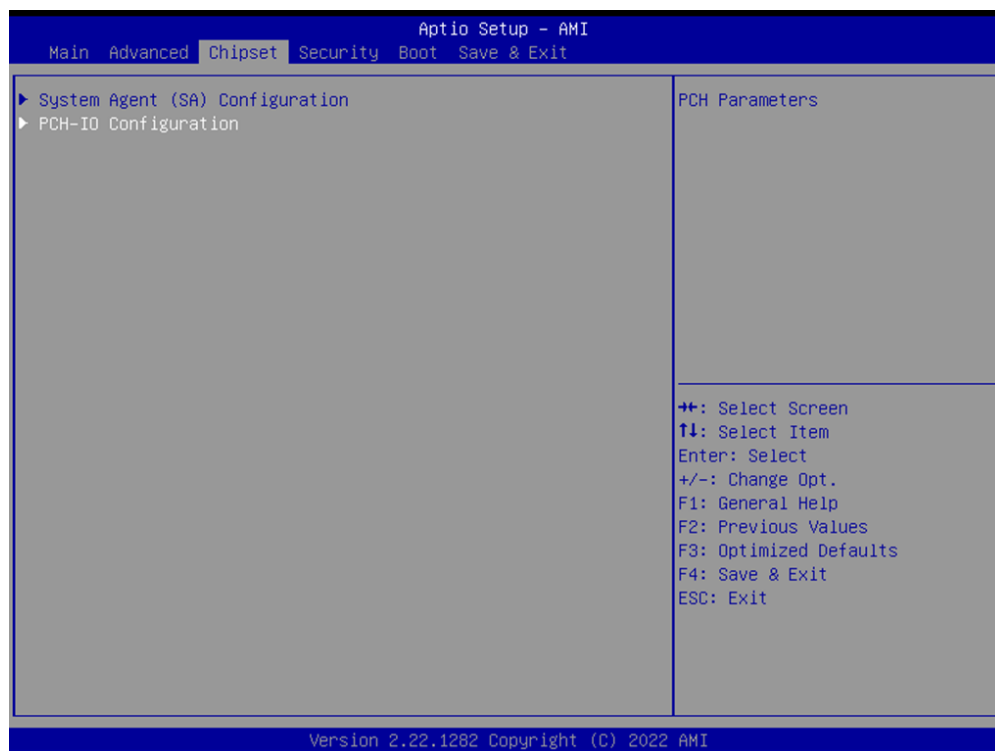 Aptio Setup - AMI
Main Advanced Chipset Security Boot Save & Exit
▶ System Agent (SA) Configuration
▶ PCH-IO Configuration
PCH Parameters
→←: Select Screen
↑↓: Select Item
Enter: Select
+/-: Change Opt.
F1: General Help
F2: Previous Values
F3: Optimized Defaults
F4: Save & Exit
ESC: Exit
Version 2.22.1282 Copyright (C) 2022 AMI